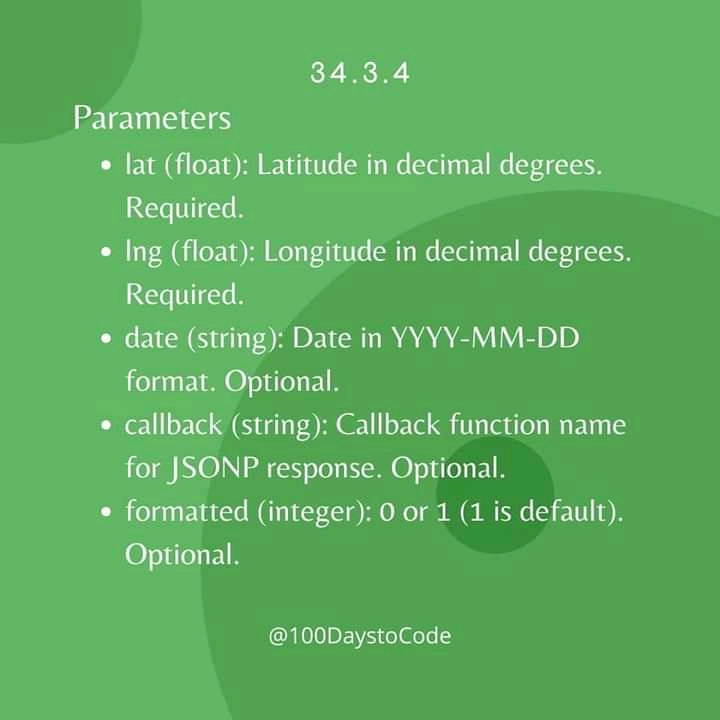 34.3.4
Parameters
• lat (float): Latitude in decimal degrees.
Required.
• lng (float): Longitude in decimal degrees.
Required.
• date (string): Date in YYYY-MM-DD
format. Optional.
• callback (string): Callback function name
for JSONP response. Optional.
• formatted (integer): 0 or 1 (1 is default).
Optional.
@100DaystoCode